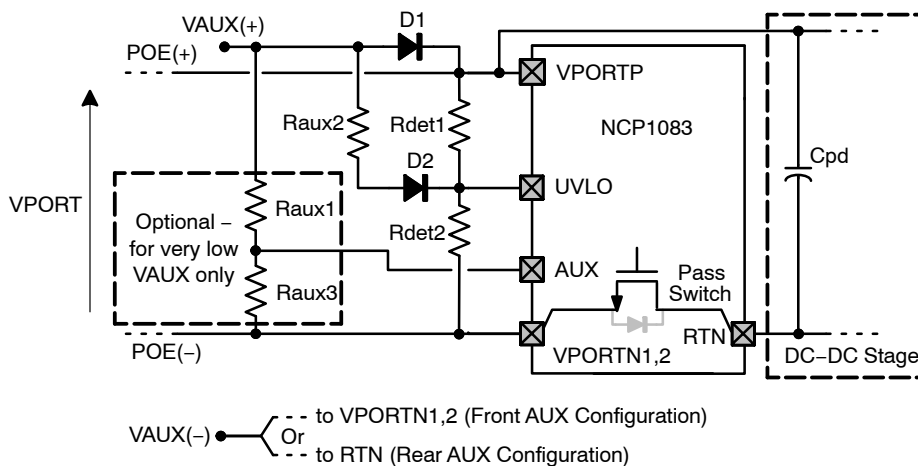 VAUX(+)
D1
POE(+)
VPORTP
Raux2
Rdet1
NCP1083
Cpd
D2
UVLO
VPORT
Optional –
for very low
VAUX only
Raux1
Rdet2
AUX
Pass
Switch
Raux3
RTN
POE(–)
VPORTN1,2
DC–DC Stage
VAUX(–)
to VPORTN1,2 (Front AUX Configuration)
Or
to RTN (Rear AUX Configuration)